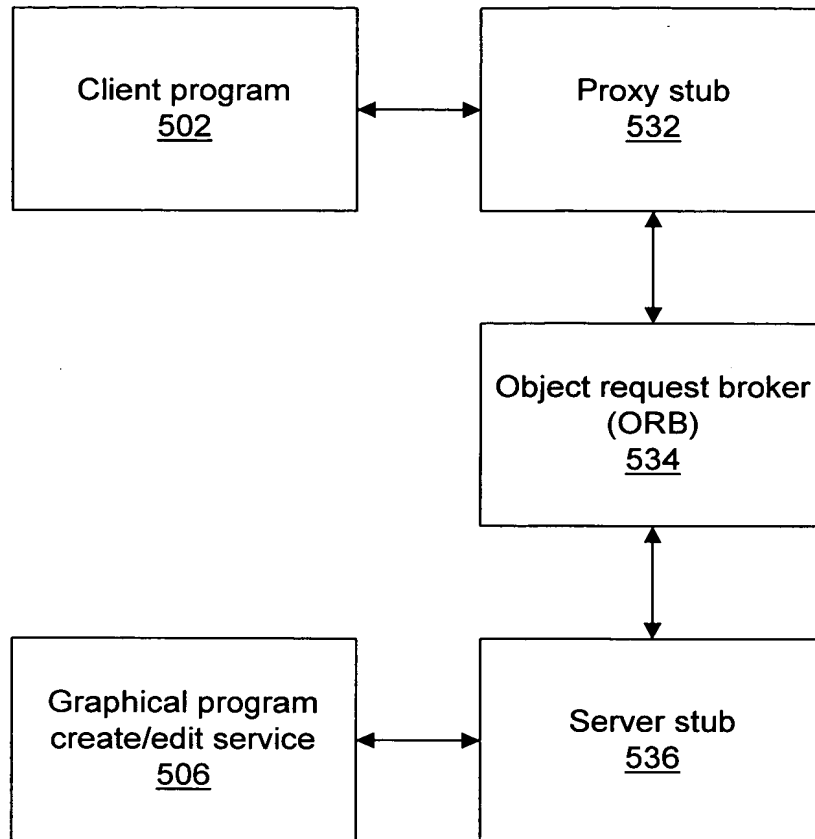 Client program
502
Proxy stub
532
Object request broker
(ORB)
534
Graphical program
create/edit service
506
Server stub
536